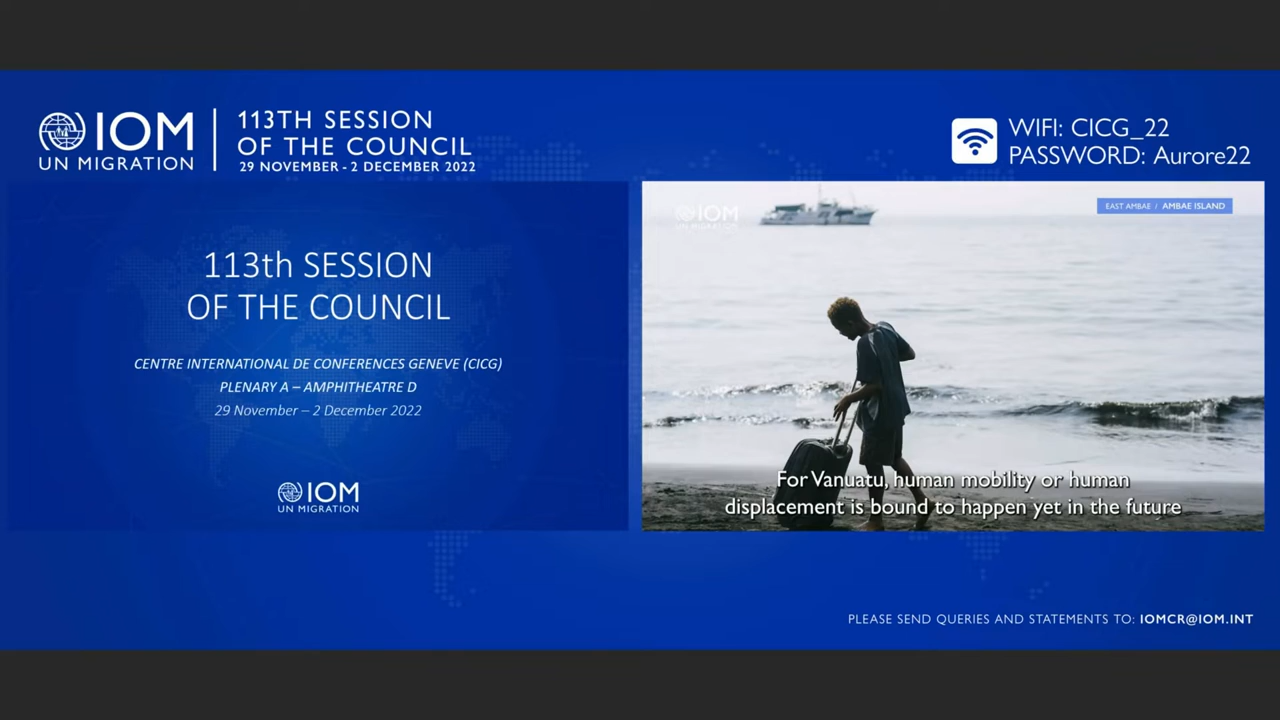 IOM
UN MIGRATION
113TH SESSION
OF THE COUNCIL
29 NOVEMBER - 2 DECEMBER 2022
WIFI: CICG_22
PASSWORD: Aurore22
113th SESSION
OF THE COUNCIL
CENTRE INTERNATIONAL DE CONFERENCES GENEVE (CICG)
PLENARY A – AMPHITHEATRE D
29 November – 2 December 2022
IOM
UN MIGRATION
IOM
UN MIGRATION
EAST AMBAE / AMBAE ISLAND
For Vanuatu, human mobility or human
displacement is bound to happen yet in the future
PLEASE SEND QUERIES AND STATEMENTS TO: IOMCR@IOM.INT